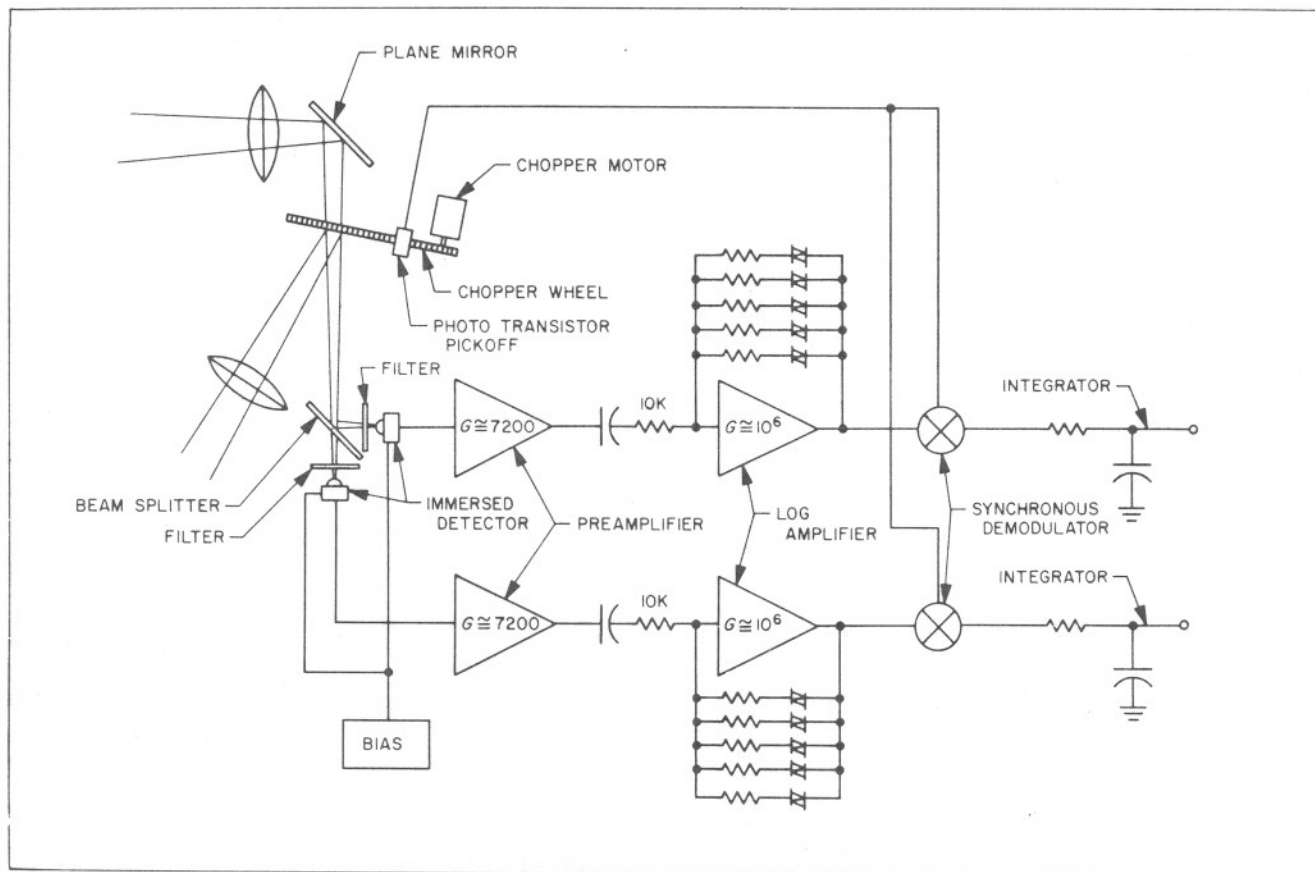 PLANE MIRROR
CHOPPER MOTOR
CHOPPER WHEEL
PHOTO TRANSISTOR
PICKOFF
FILTER
INTEGRATOR
10K
G≅7200
G≅10⁶
BEAM SPLITTER
FILTER
IMMERSED
DETECTOR
PREAMPLIFIER
LOG
AMPLIFIER
SYNCHRONOUS
DEMODULATOR
INTEGRATOR
10K
G≅7200
G≅10⁶
BIAS